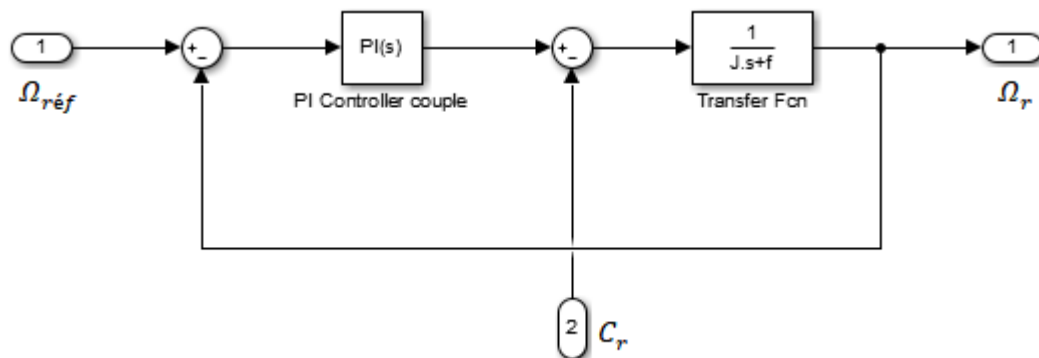 1
+
−
PI(s)
+
−
1
J.s+f
1
Ω_réf
PI Controller couple
Transfer Fcn
Ω_r
2
C_r